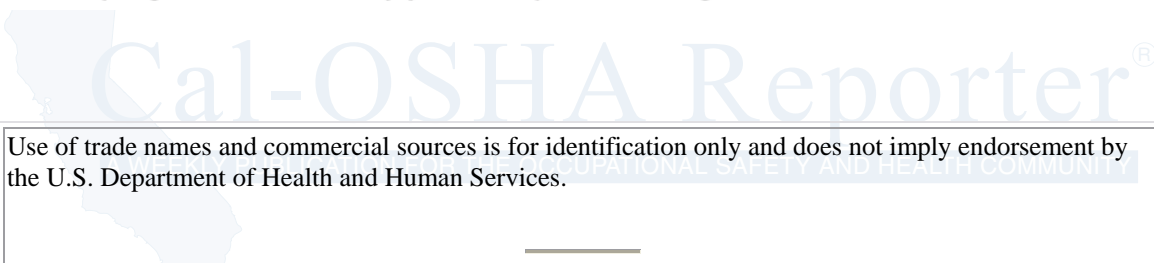 Cal-OSHA Reporter®
Use of trade names and commercial sources is for identification only and does not imply endorsement by
A WEEKLY PUBLICATION FOR THE OCCUPATIONAL SAFETY AND HEALTH COMMUNITY
the U.S. Department of Health and Human Services.